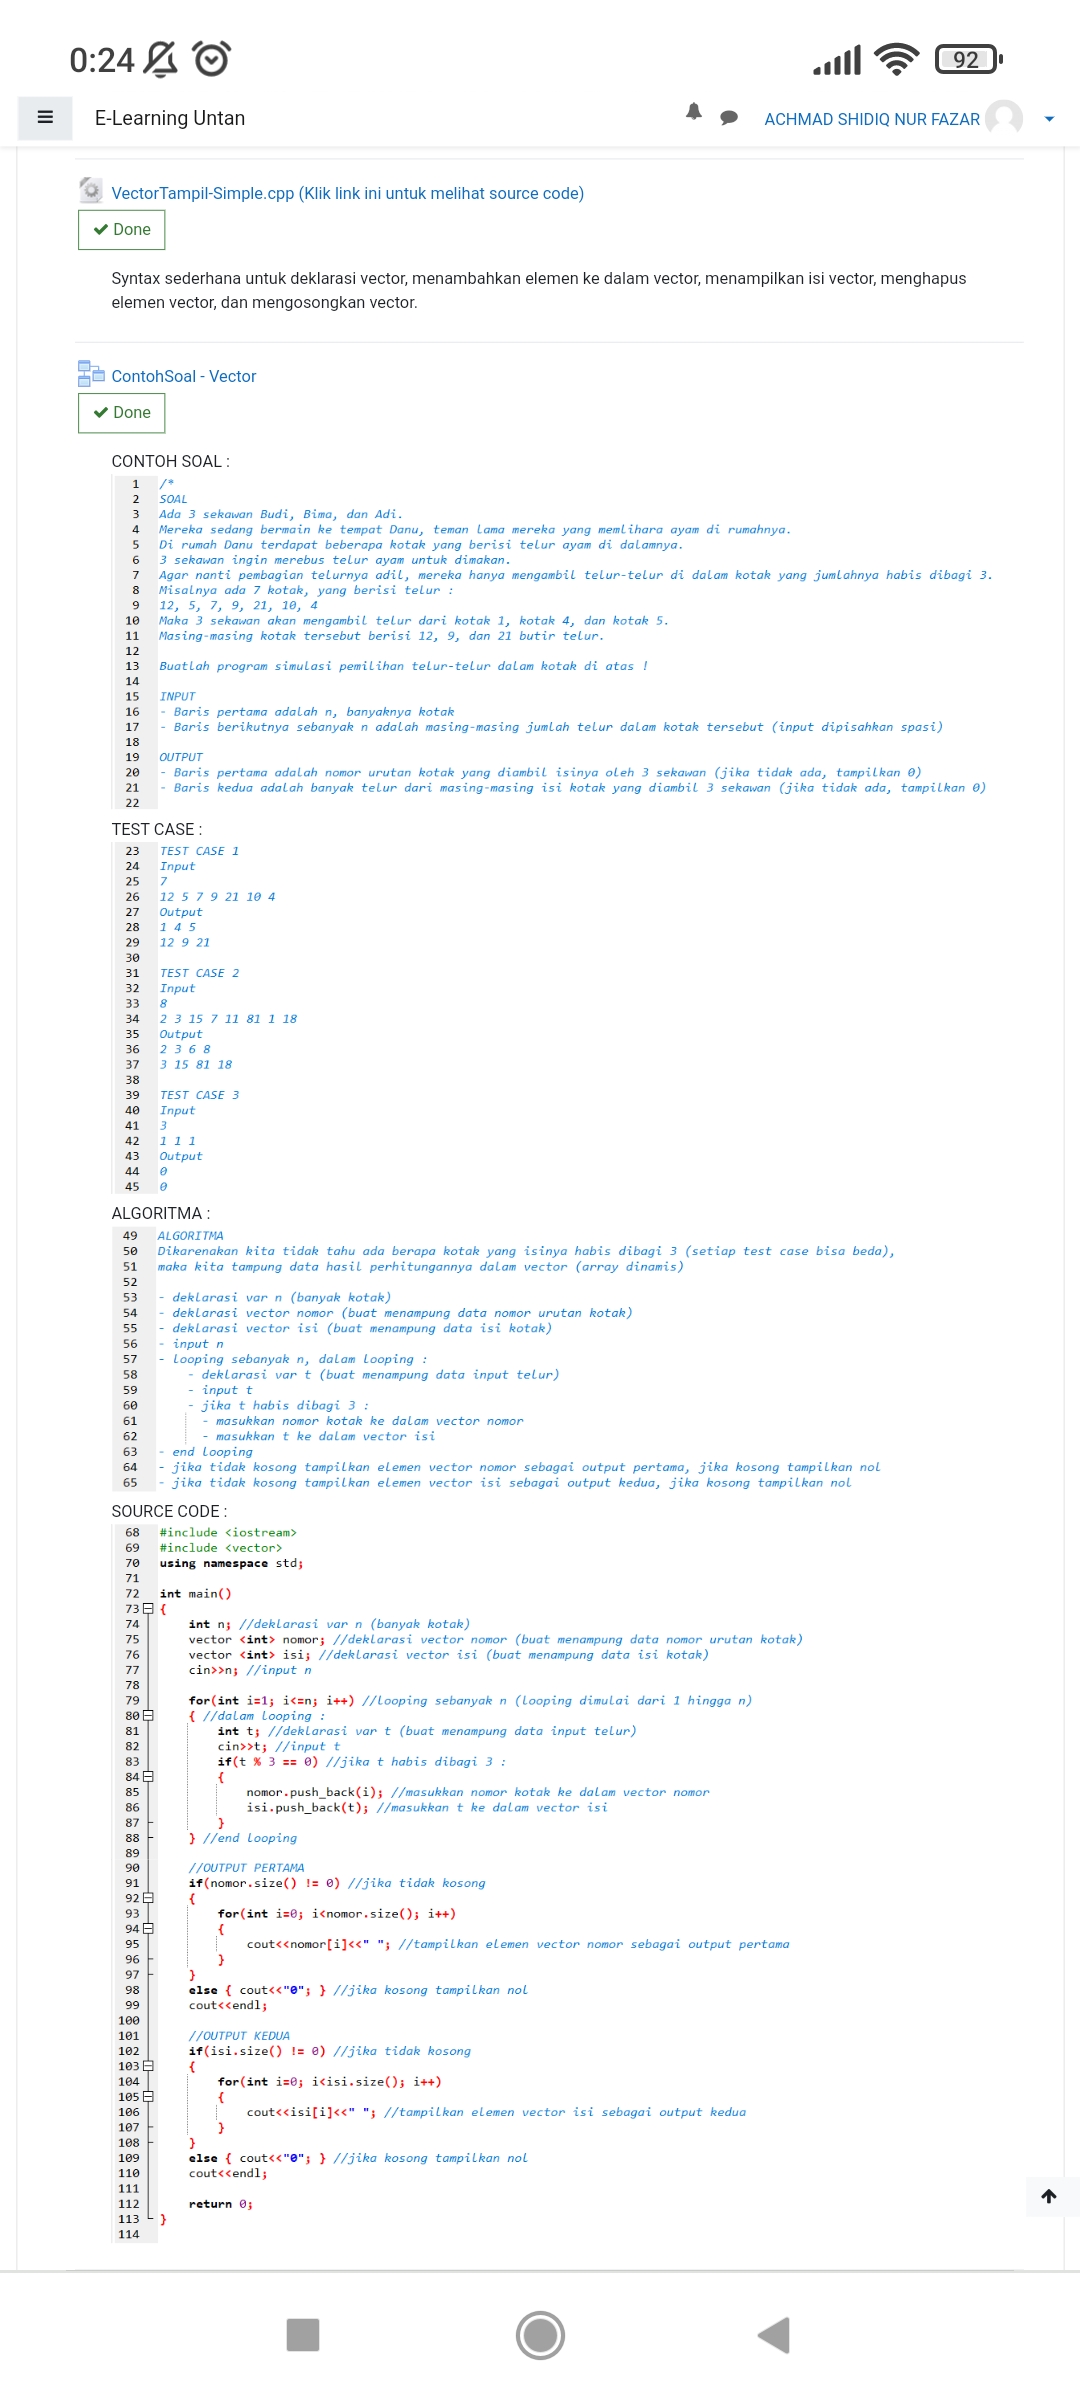 0:24
92
E-Learning Untan
ACHMAD SHIDIQ NUR FAZAR
VectorTampil-Simple.cpp (Klik link ini untuk melihat source code)
Done
Syntax sederhana untuk deklarasi vector, menambahkan elemen ke dalam vector, menampilkan isi vector, menghapus
elemen vector, dan mengosongkan vector.
ContohSoal - Vector
Done
CONTOH SOAL :
1 /*
2 SOAL
3 Ada 3 sekawan Budi, Bima, dan Adi.
4 Mereka sedang bermain ke tempat Danu, teman lama mereka yang memlihara ayam di rumahnya.
5 Di rumah Danu terdapat beberapa kotak yang berisi telur ayam di dalamnya.
6 3 sekawan ingin merebus telur ayam untuk dimakan.
7 Agar nanti pembagian telurnya adil, mereka hanya mengambil telur-telur di dalam kotak yang jumlahnya habis dibagi 3.
8 Misalnya ada 7 kotak, yang berisi telur :
9 12, 5, 7, 9, 21, 10, 4
10 Maka 3 sekawan akan mengambil telur dari kotak 1, kotak 4, dan kotak 5.
11 Masing-masing kotak tersebut berisi 12, 9, dan 21 butir telur.
12
13 Buatlah program simulasi pemilihan telur-telur dalam kotak di atas !
14
15 INPUT
16 - Baris pertama adalah n, banyaknya kotak
17 - Baris berikutnya sebanyak n adalah masing-masing jumlah telur dalam kotak tersebut (input dipisahkan spasi)
18
19 OUTPUT
20 - Baris pertama adalah nomor urutan kotak yang diambil isinya oleh 3 sekawan (jika tidak ada, tampilkan 0)
21 - Baris kedua adalah banyak telur dari masing-masing isi kotak yang diambil 3 sekawan (jika tidak ada, tampilkan 0)
22
TEST CASE :
23 TEST CASE 1
24 Input
25 7
26 12 5 7 9 21 10 4
27 Output
28 1 4 5
29 12 9 21
30
31 TEST CASE 2
32 Input
33 8
34 2 3 15 7 11 81 1 18
35 Output
36 2 3 6 8
37 3 15 81 18
38
39 TEST CASE 3
40 Input
41 3
42 1 1 1
43 Output
44 0
45 0
ALGORITMA :
49 ALGORITMA
50 Dikarenakan kita tidak tahu ada berapa kotak yang isinya habis dibagi 3 (setiap test case bisa beda),
51 maka kita tampung data hasil perhitungannya dalam vector (array dinamis)
52
53 - deklarasi var n (banyak kotak)
54 - deklarasi vector nomor (buat menampung data nomor urutan kotak)
55 - deklarasi vector isi (buat menampung data isi kotak)
56 - input n
57 - looping sebanyak n, dalam looping :
58 - deklarasi var t (buat menampung data input telur)
59 - input t
60 - jika t habis dibagi 3 :
61 - masukkan nomor kotak ke dalam vector nomor
62 - masukkan t ke dalam vector isi
63 - end looping
64 - jika tidak kosong tampilkan elemen vector nomor sebagai output pertama, jika kosong tampilkan nol
65 - jika tidak kosong tampilkan elemen vector isi sebagai output kedua, jika kosong tampilkan nol
SOURCE CODE :
68 #include <iostream>
69 #include <vector>
70 using namespace std;
71
72 int main()
73 {
74 int n; //deklarasi var n (banyak kotak)
75 vector <int> nomor; //deklarasi vector nomor (buat menampung data nomor urutan kotak)
76 vector <int> isi; //deklarasi vector isi (buat menampung data isi kotak)
77 cin>>n; //input n
78
79 for(int i=1; i<=n; i++) //looping sebanyak n (looping dimulai dari 1 hingga n)
80 { //dalam looping :
81 int t; //deklarasi var t (buat menampung data input telur)
82 cin>>t; //input t
83 if(t % 3 == 0) //jika t habis dibagi 3 :
84 {
85 nomor.push_back(i); //masukkan nomor kotak ke dalam vector nomor
86 isi.push_back(t); //masukkan t ke dalam vector isi
87 }
88 } //end looping
89
90 //OUTPUT PERTAMA
91 if(nomor.size() != 0) //jika tidak kosong
92 {
93 for(int i=0; i<nomor.size(); i++)
94 {
95 cout<<nomor[i]<<" "; //tampilkan elemen vector nomor sebagai output pertama
96 }
97 }
98 else { cout<<"0"; } //jika kosong tampilkan nol
99 cout<<endl;
100
101 //OUTPUT KEDUA
102 if(isi.size() != 0) //jika tidak kosong
103 {
104 for(int i=0; i<isi.size(); i++)
105 {
106 cout<<isi[i]<<" "; //tampilkan elemen vector isi sebagai output kedua
107 }
108 }
109 else { cout<<"0"; } //jika kosong tampilkan nol
110 cout<<endl;
111
112 return 0;
113 }
114